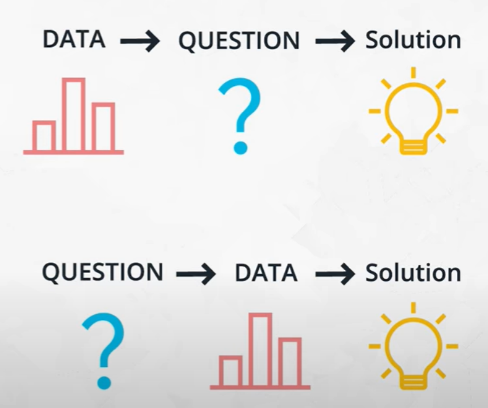 DATA → QUESTION → Solution
?
QUESTION → DATA → Solution
?